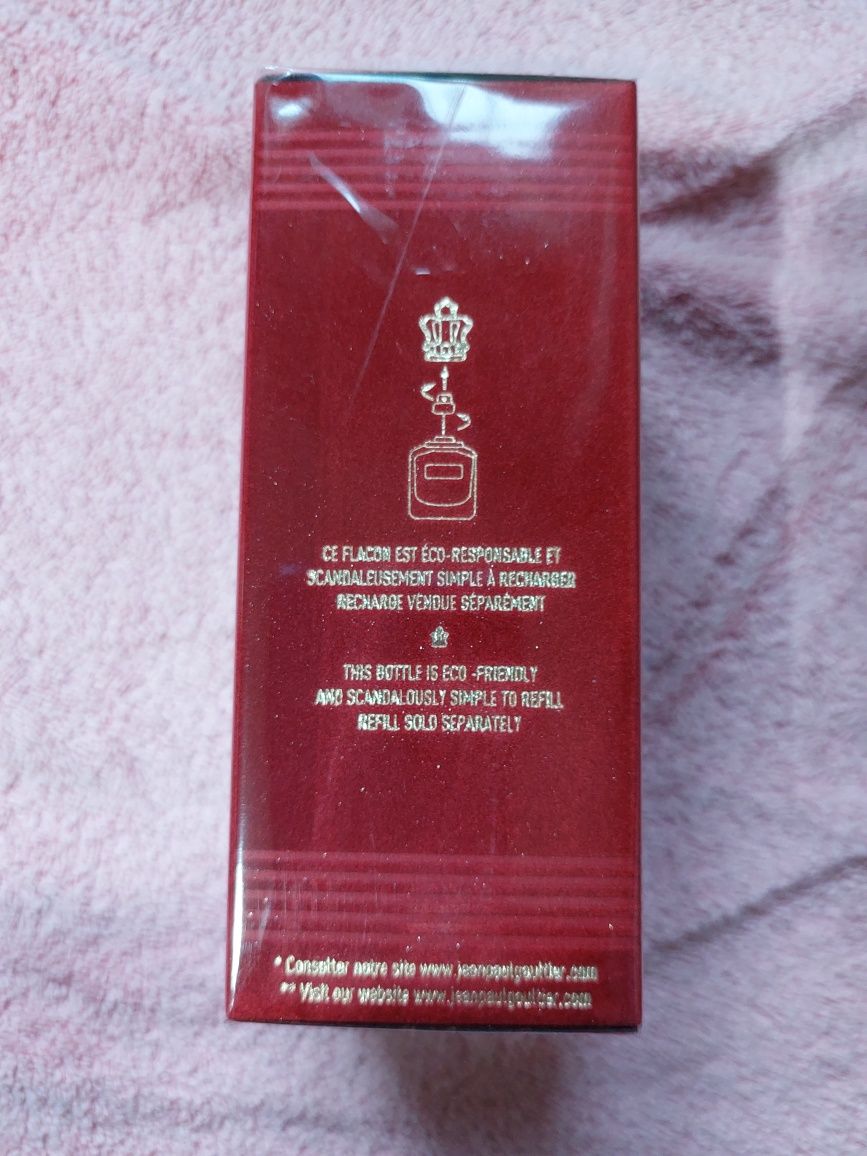 CE FLACON EST ÉCO-RESPONSABLE ET
SCANDALEUSEMENT SIMPLE À RECHARGER
RECHARGE VENDUE SÉPARÉMENT
THIS BOTTLE IS ECO -FRIENDLY
AND SCANDALOUSLY SIMPLE TO REFILL
REFILL SOLD SEPARATELY
* Consulter notre site www.jeanpaulgaultier.com
** Visit our website www.jeanpaulgaultier.com